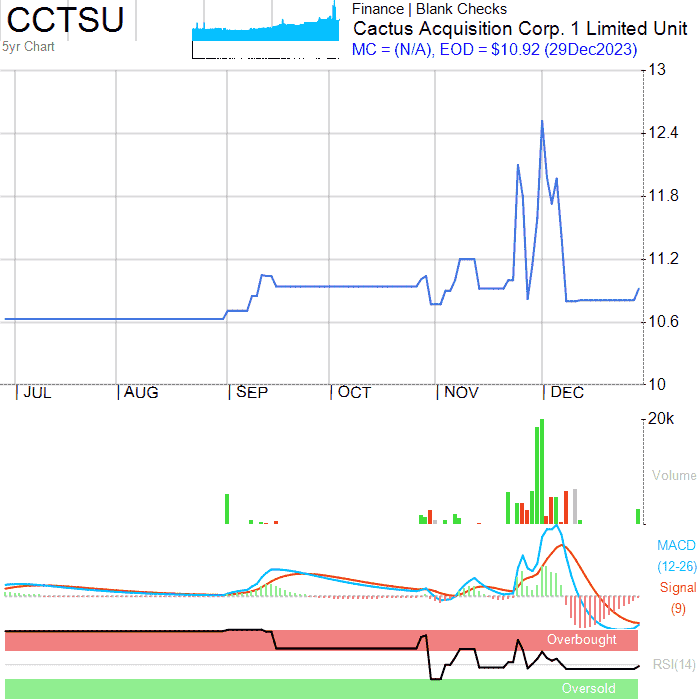 CCTSU
5yr Chart
Finance | Blank Checks
Cactus Acquisition Corp. 1 Limited Unit
MC = (N/A), EOD = $10.92 (29Dec2023)
13
12.4
11.8
11.2
10.6
10
JUL AUG SEP OCT NOV DEC
20k
Volume
MACD
(12-26)
Signal
(9)
Overbought
RSI(14)
Oversold